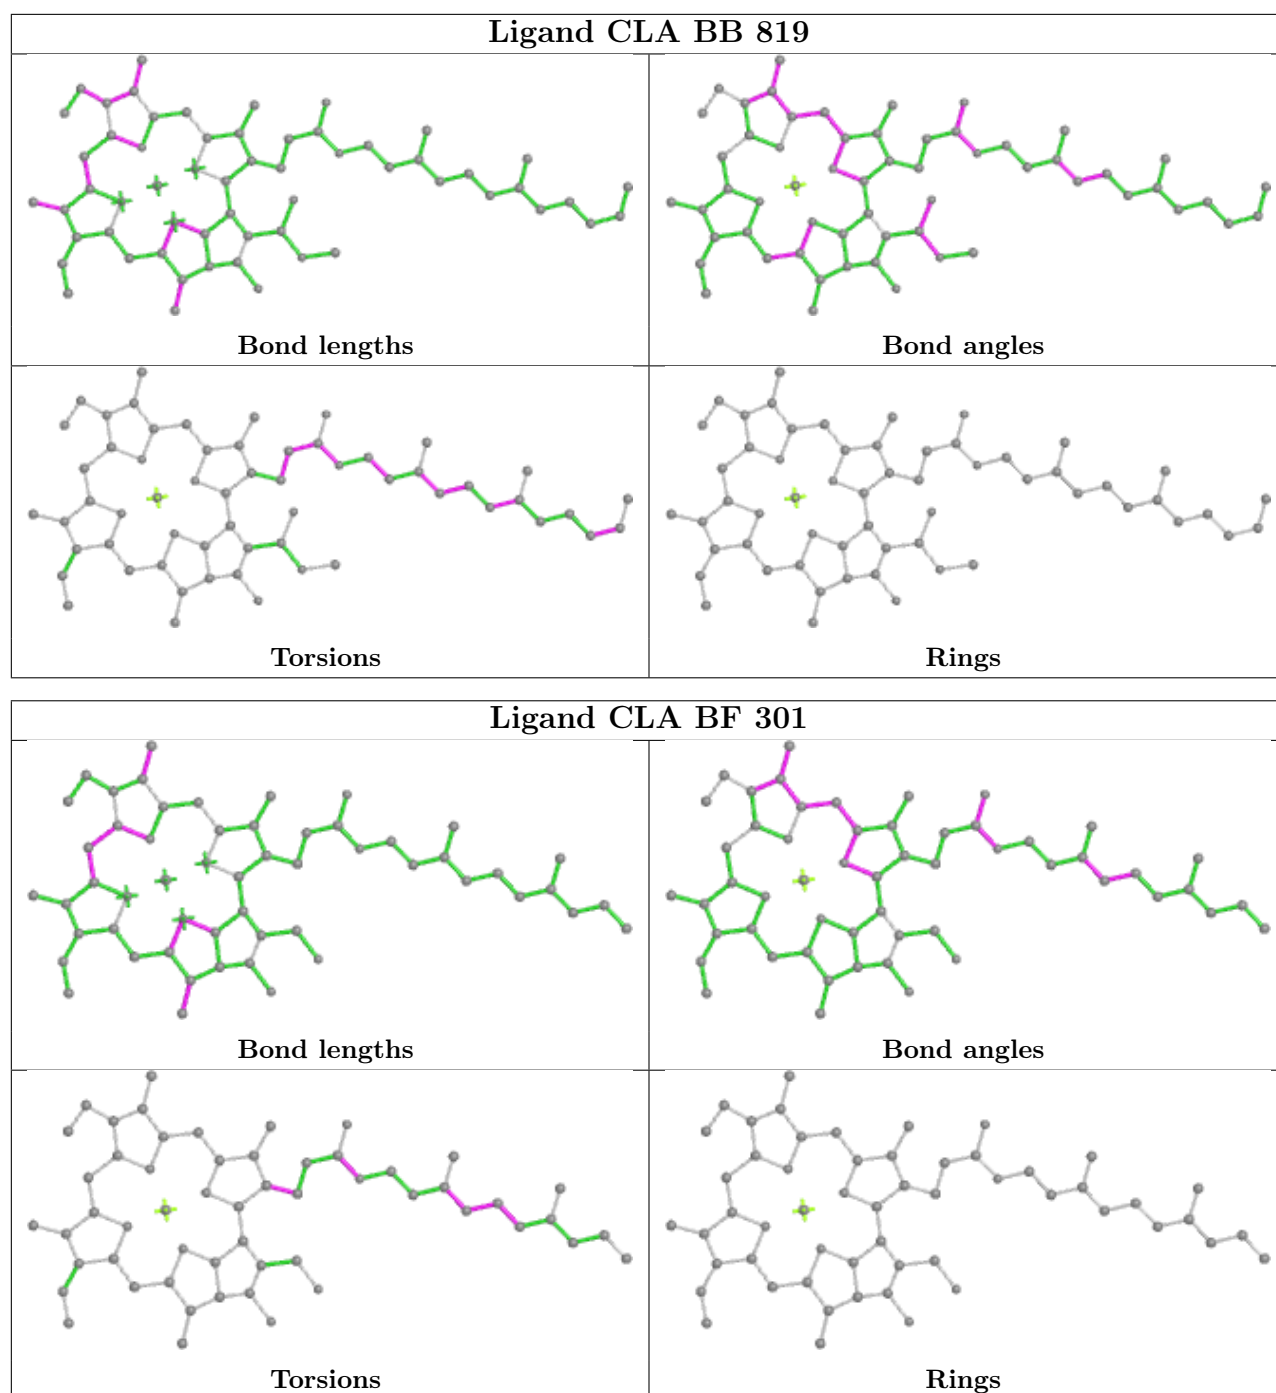 Ligand CLA BB 819
Bond lengths
Bond angles
Torsions
Rings
Ligand CLA BF 301
Bond lengths
Bond angles
Torsions
Rings